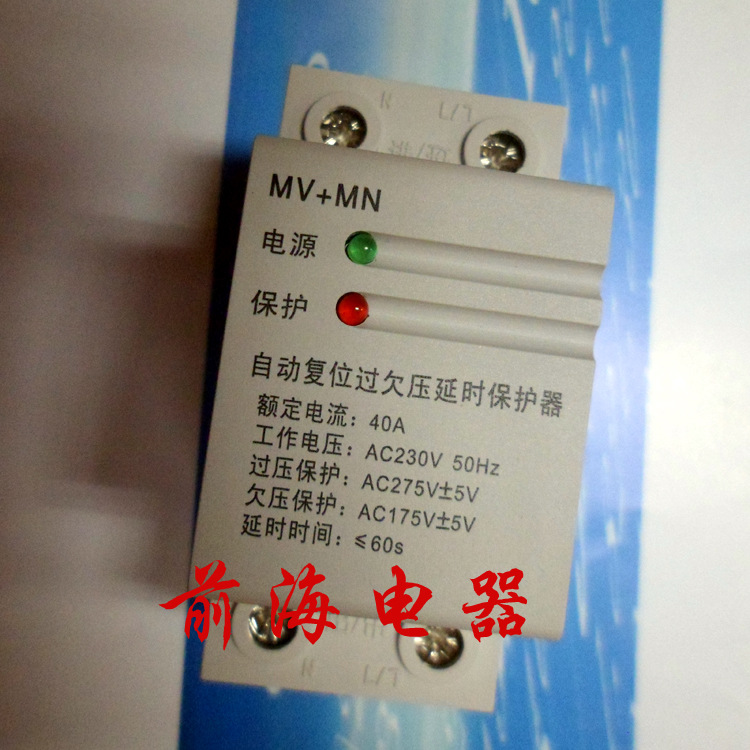 N L/L
MV+MN
电源
保护
自动复位过欠压延时保护器
额定电流：40A
工作电压：AC230V 50Hz
过压保护：AC275V±5V
欠压保护：AC175V±5V
延时时间：≤60s
前海电器
N L/L